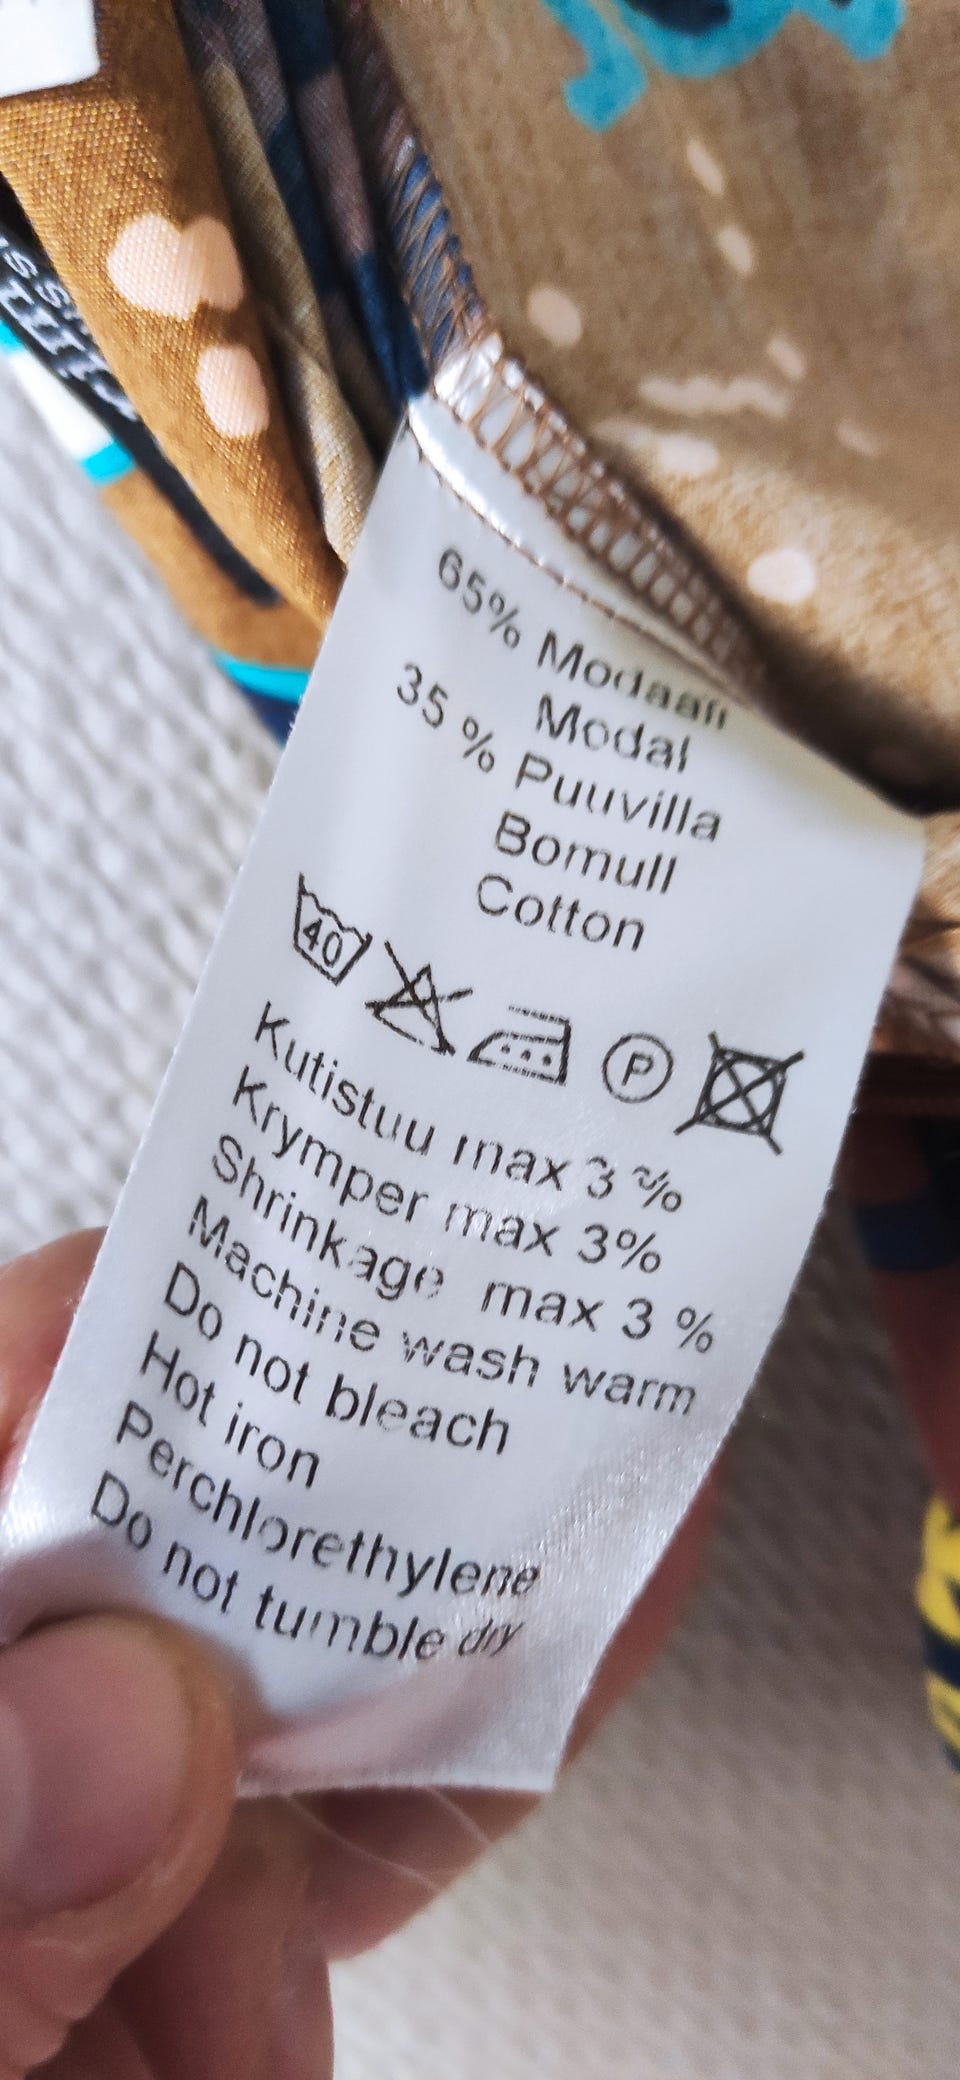 65% Modaali
Modal
35 % Puuvilla
Bomull
Cotton
40
P
Kutistuu max 3 %
Krymper max 3%
Shrinkage max 3 %
Machine wash warm
Do not bleach
Hot iron
Perchlorethylene
Do not tumble dry